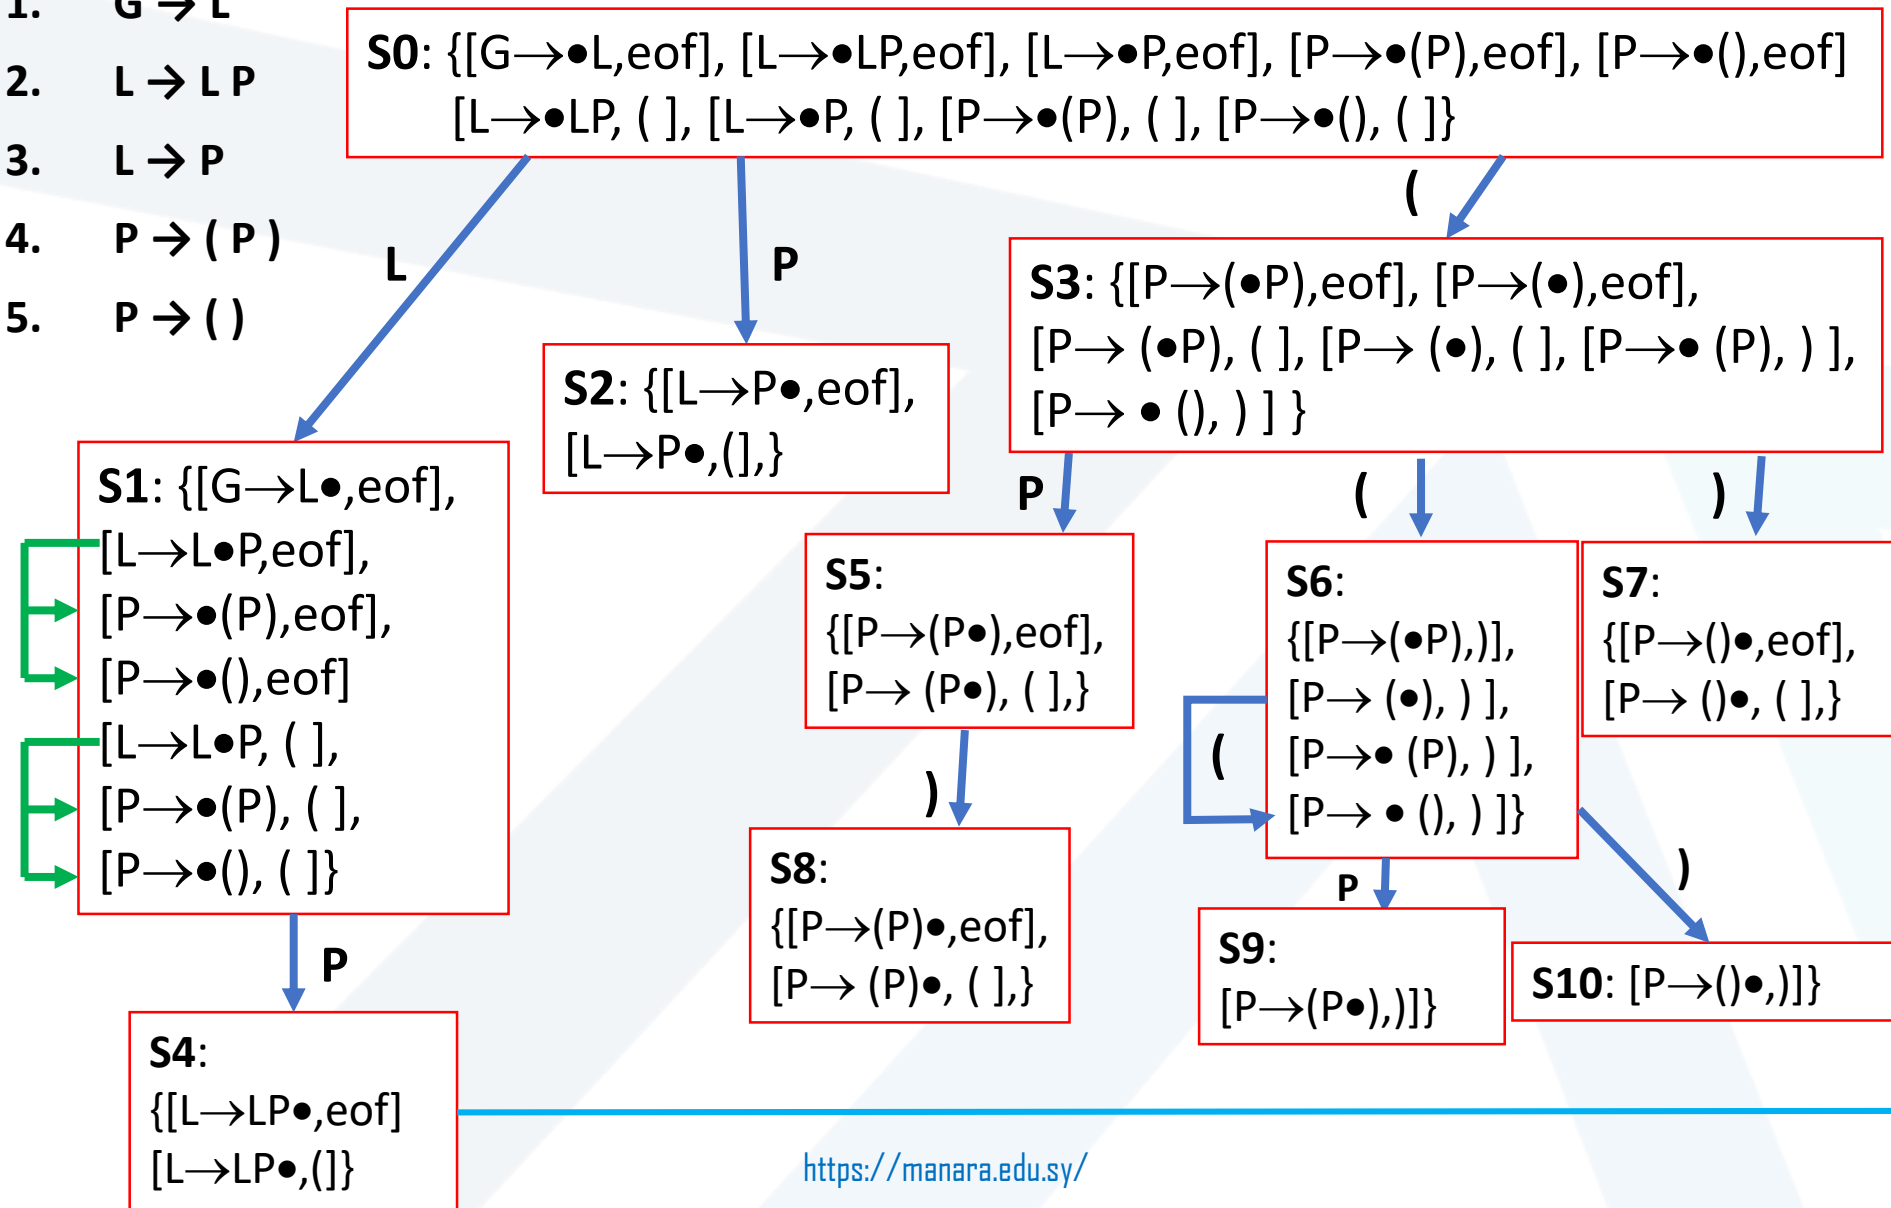 1. G → L
2. L → L P
3. L → P
4. P → ( P )
5. P → ( )
S0: {[G→●L,eof], [L→●LP,eof], [L→●P,eof], [P→●(P),eof], [P→●(),eof]
[L→●LP, ( ], [L→●P, ( ], [P→●(P), ( ], [P→●(), ( ]}
L
P
(
S3: {[P→(●P),eof], [P→(●),eof],
[P→ (●P), ( ], [P→ (●), ( ], [P→● (P), ) ],
[P→ ● (), ) ] }
S2: {[L→P●,eof],
[L→P●,(],}
S1: {[G→L●,eof],
[L→L●P,eof],
[P→●(P),eof],
[P→●(),eof]
[L→L●P, ( ],
[P→●(P), ( ],
[P→●(), ( ]}
P
(
)
S5:
{[P→(P●),eof],
[P→ (P●), ( ],}
S6:
{[P→(●P),)],
[P→ (●), ) ],
[P→● (P), ) ],
[P→ ● (), ) ]}
S7:
{[P→()●,eof],
[P→ ()●, ( ],}
(
)
P
)
S8:
{[P→(P)●,eof],
[P→ (P)●, ( ],}
S9:
[P→(P●),)]}
S10: [P→()●,)]}
P
S4:
{[L→LP●,eof]
[L→LP●,(]}
https://manara.edu.sy/